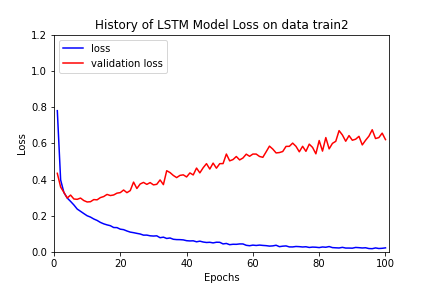 History of LSTM Model Loss on data train2
loss
validation loss
1.2
1.0
0.8
0.6
0.4
0.2
0.0
Loss
0 20 40 60 80 100
Epochs